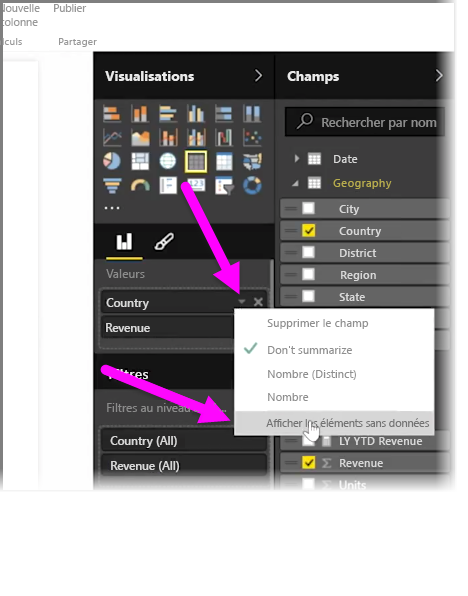 Nouvelle
colonne
Publier
lculs
Partager
Visualisations
Champs
Rechercher par nom
Date
Geography
City
Country
District
Region
State
Valeurs
Country
Revenue
Supprimer le champ
Don't summarize
Nombre (Distinct)
Nombre
Afficher les éléments sans données
Filtres
Filtres au niveau
Country (All)
Revenue (All)
LY YTD Revenue
Revenue
Units